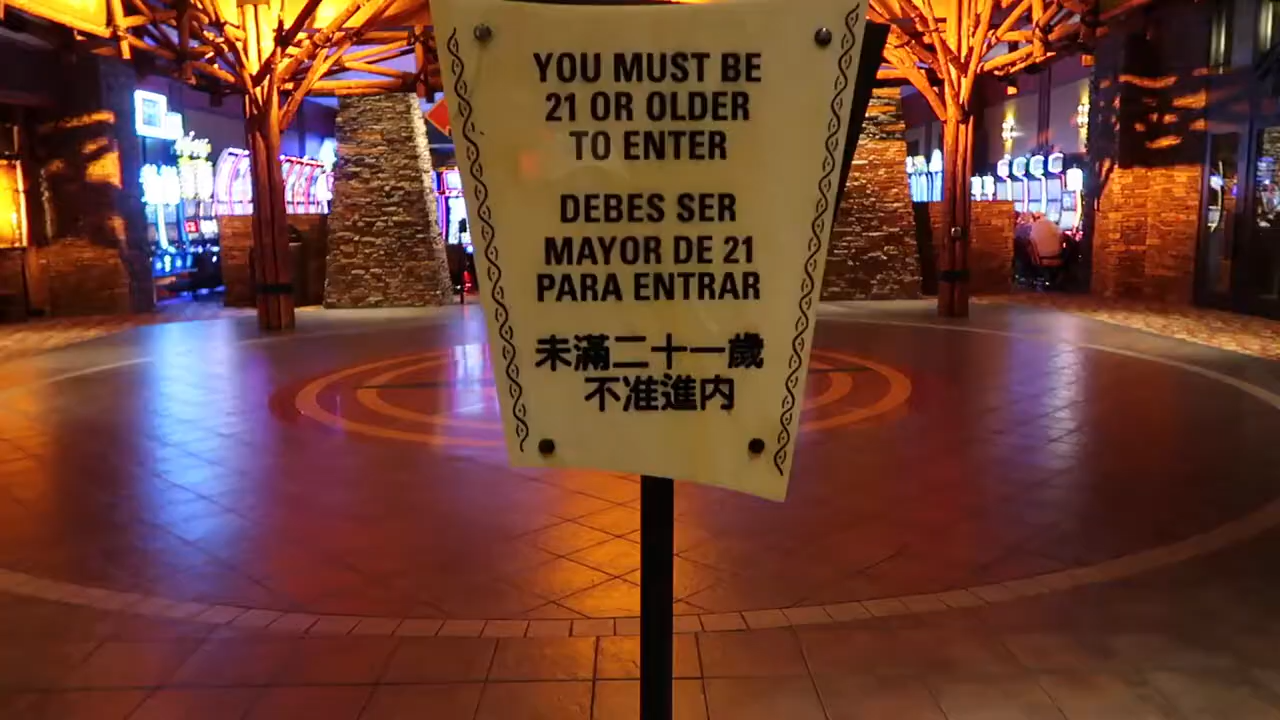 YOU MUST BE
21 OR OLDER
TO ENTER
DEBES SER
MAYOR DE 21
PARA ENTRAR
未滿二十一歲
不准進内